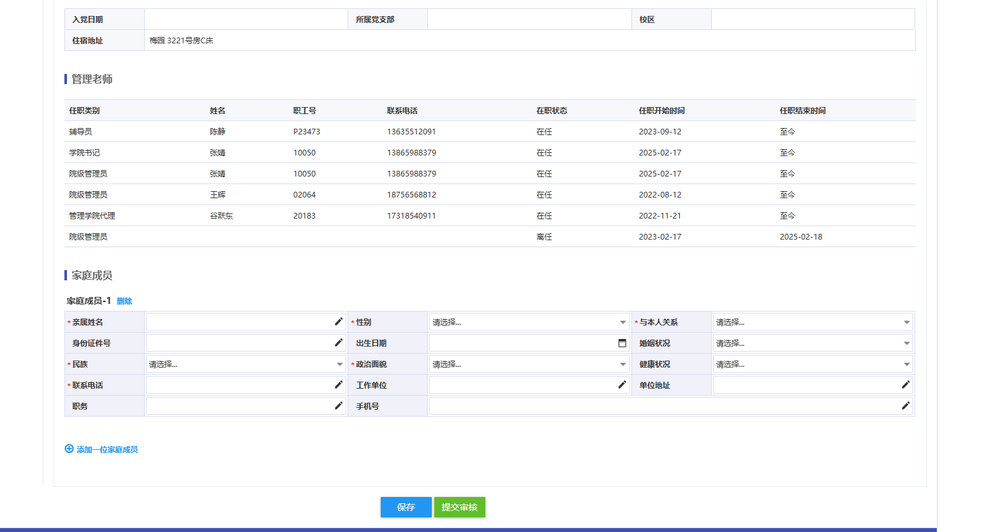 入党日期 所属党支部 校区
住宿地址 梅园 3221号房C床
管理老师
任职类别 姓名 职工号 联系电话 在职状态 任职开始时间 任职结束时间
辅导员 陈静 P23473 13635512091 在任 2023-09-12 至今
学院书记 张婧 10050 13865988379 在任 2025-02-17 至今
院级管理员 张婧 10050 13865988379 在任 2025-02-17 至今
院级管理员 王辉 02064 18756568812 在任 2022-08-12 至今
管理学院代理 谷跃东 20183 17318540911 在任 2022-11-21 至今
院级管理员 离任 2023-02-17 2025-02-18
家庭成员
家庭成员-1 删除
*亲属姓名 *性别 请选择... *与本人关系 请选择...
身份证件号 出生日期 婚姻状况 请选择...
*民族 请选择... *政治面貌 请选择... 健康状况 请选择...
*联系电话 工作单位 单位地址
职务 手机号
添加一位家庭成员
保存 提交审核